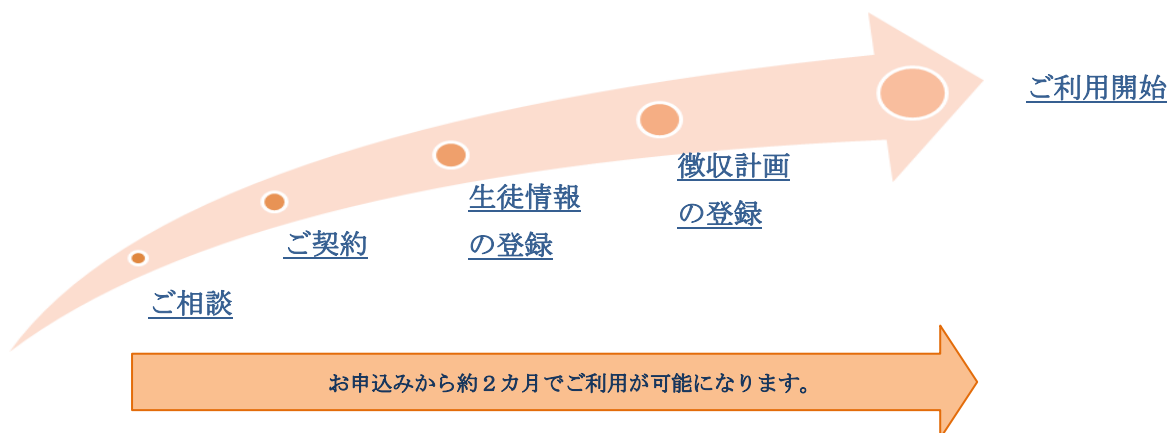 ご利用開始
徴収計画
の登録
生徒情報
の登録
ご契約
ご相談
お申込みから約２カ月でご利用が可能になります。